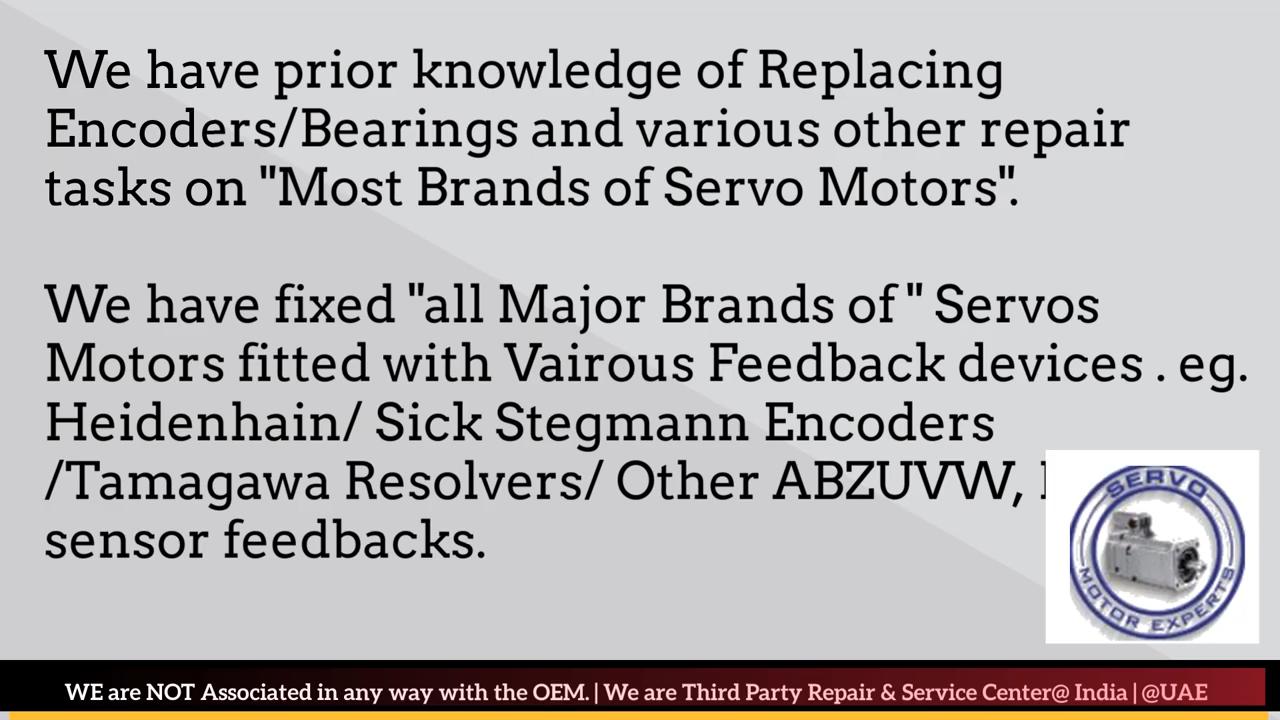 We have prior knowledge of Replacing
Encoders/Bearings and various other repair
tasks on "Most Brands of Servo Motors".
We have fixed "all Major Brands of " Servos
Motors fitted with Vairous Feedback devices . eg.
Heidenhain/ Sick Stegmann Encoders
/Tamagawa Resolvers/ Other ABZUVW,
sensor feedbacks.
SERVO
MOTOR EXPERTS
WE are NOT Associated in any way with the OEM. | We are Third Party Repair & Service Center@ India | @UAE